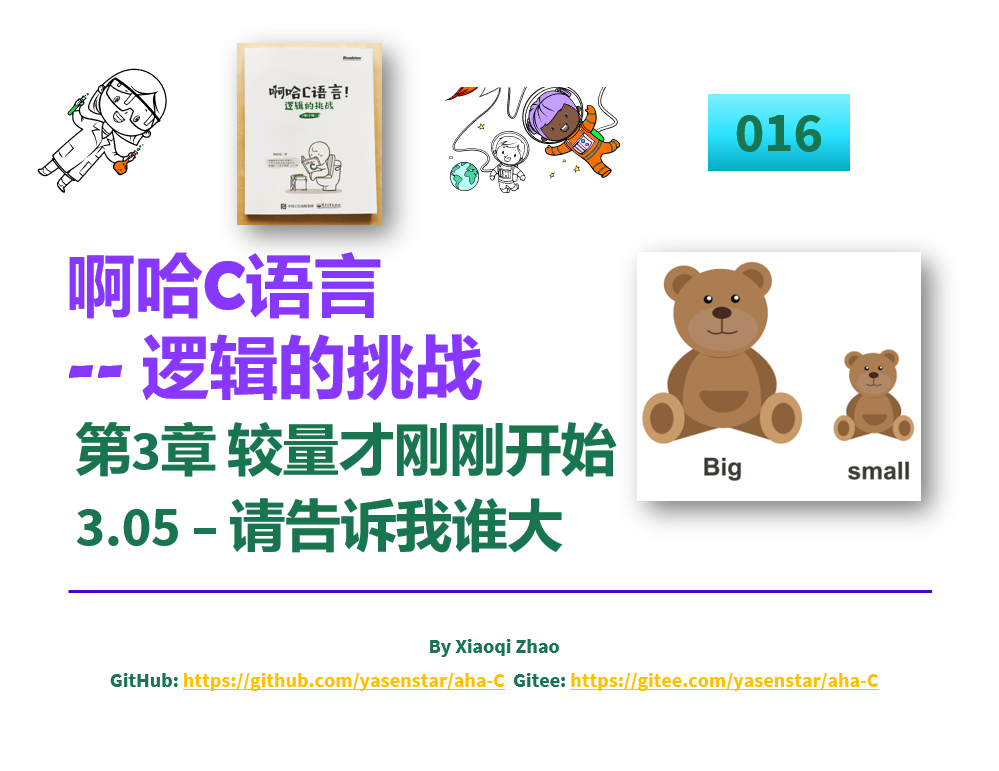 啊哈C语言!
逻辑的挑战
016
啊哈C语言
-- 逻辑的挑战
第3章 较量才刚刚开始
3.05 – 请告诉我谁大
Big
small
By Xiaoqi Zhao
GitHub: https://github.com/yasenstar/aha-C Gitee: https://gitee.com/yasenstar/aha-C